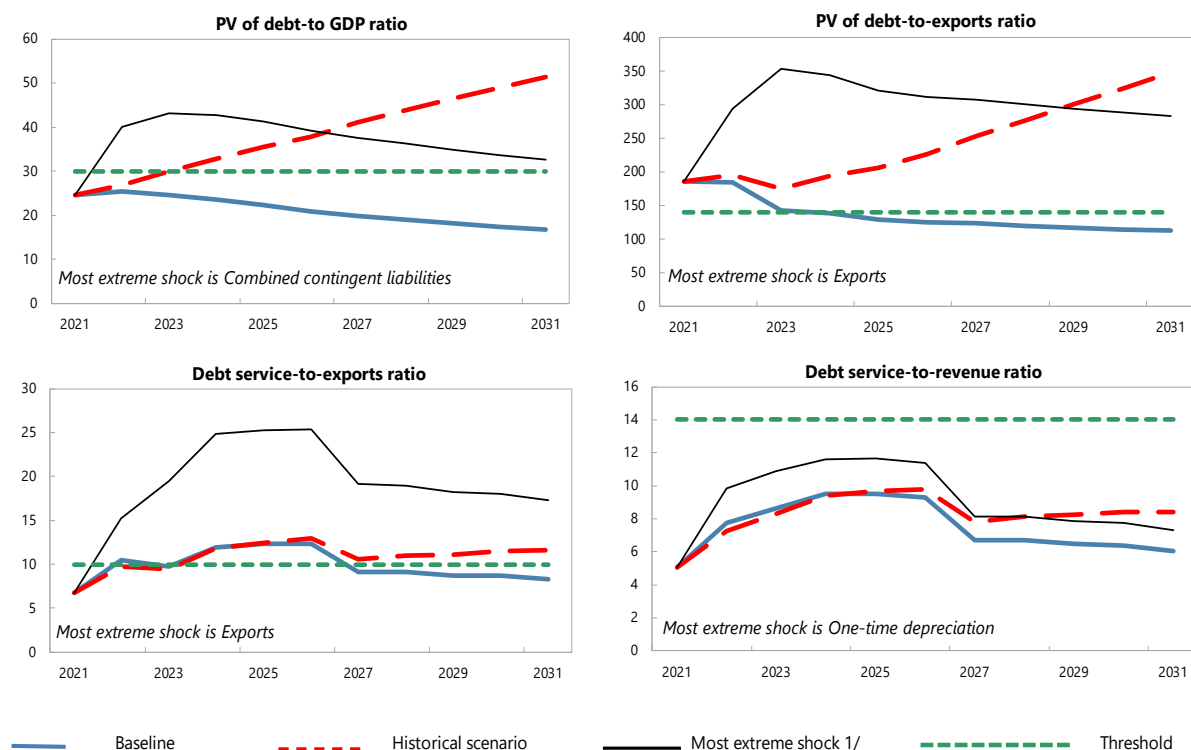 PV of debt-to GDP ratio
60
50
40
30
20
10
0
Most extreme shock is Combined contingent liabilities
2021 2023 2025 2027 2029 2031
PV of debt-to-exports ratio
400
350
300
250
200
150
100
50
0
Most extreme shock is Exports
2021 2023 2025 2027 2029 2031
Debt service-to-exports ratio
30
25
20
15
10
5
0
Most extreme shock is Exports
2021 2023 2025 2027 2029 2031
Debt service-to-revenue ratio
16
14
12
10
8
6
4
2
0
Most extreme shock is One-time depreciation
2021 2023 2025 2027 2029 2031
Baseline Historical scenario Most extreme shock 1/ Threshold